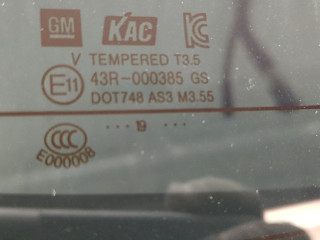 GM KAC KC
V TEMPERED T3.5
E11 43R-000385 GS
DOT748 AS3 M3.55
CCC ··· 19 ···
E000008